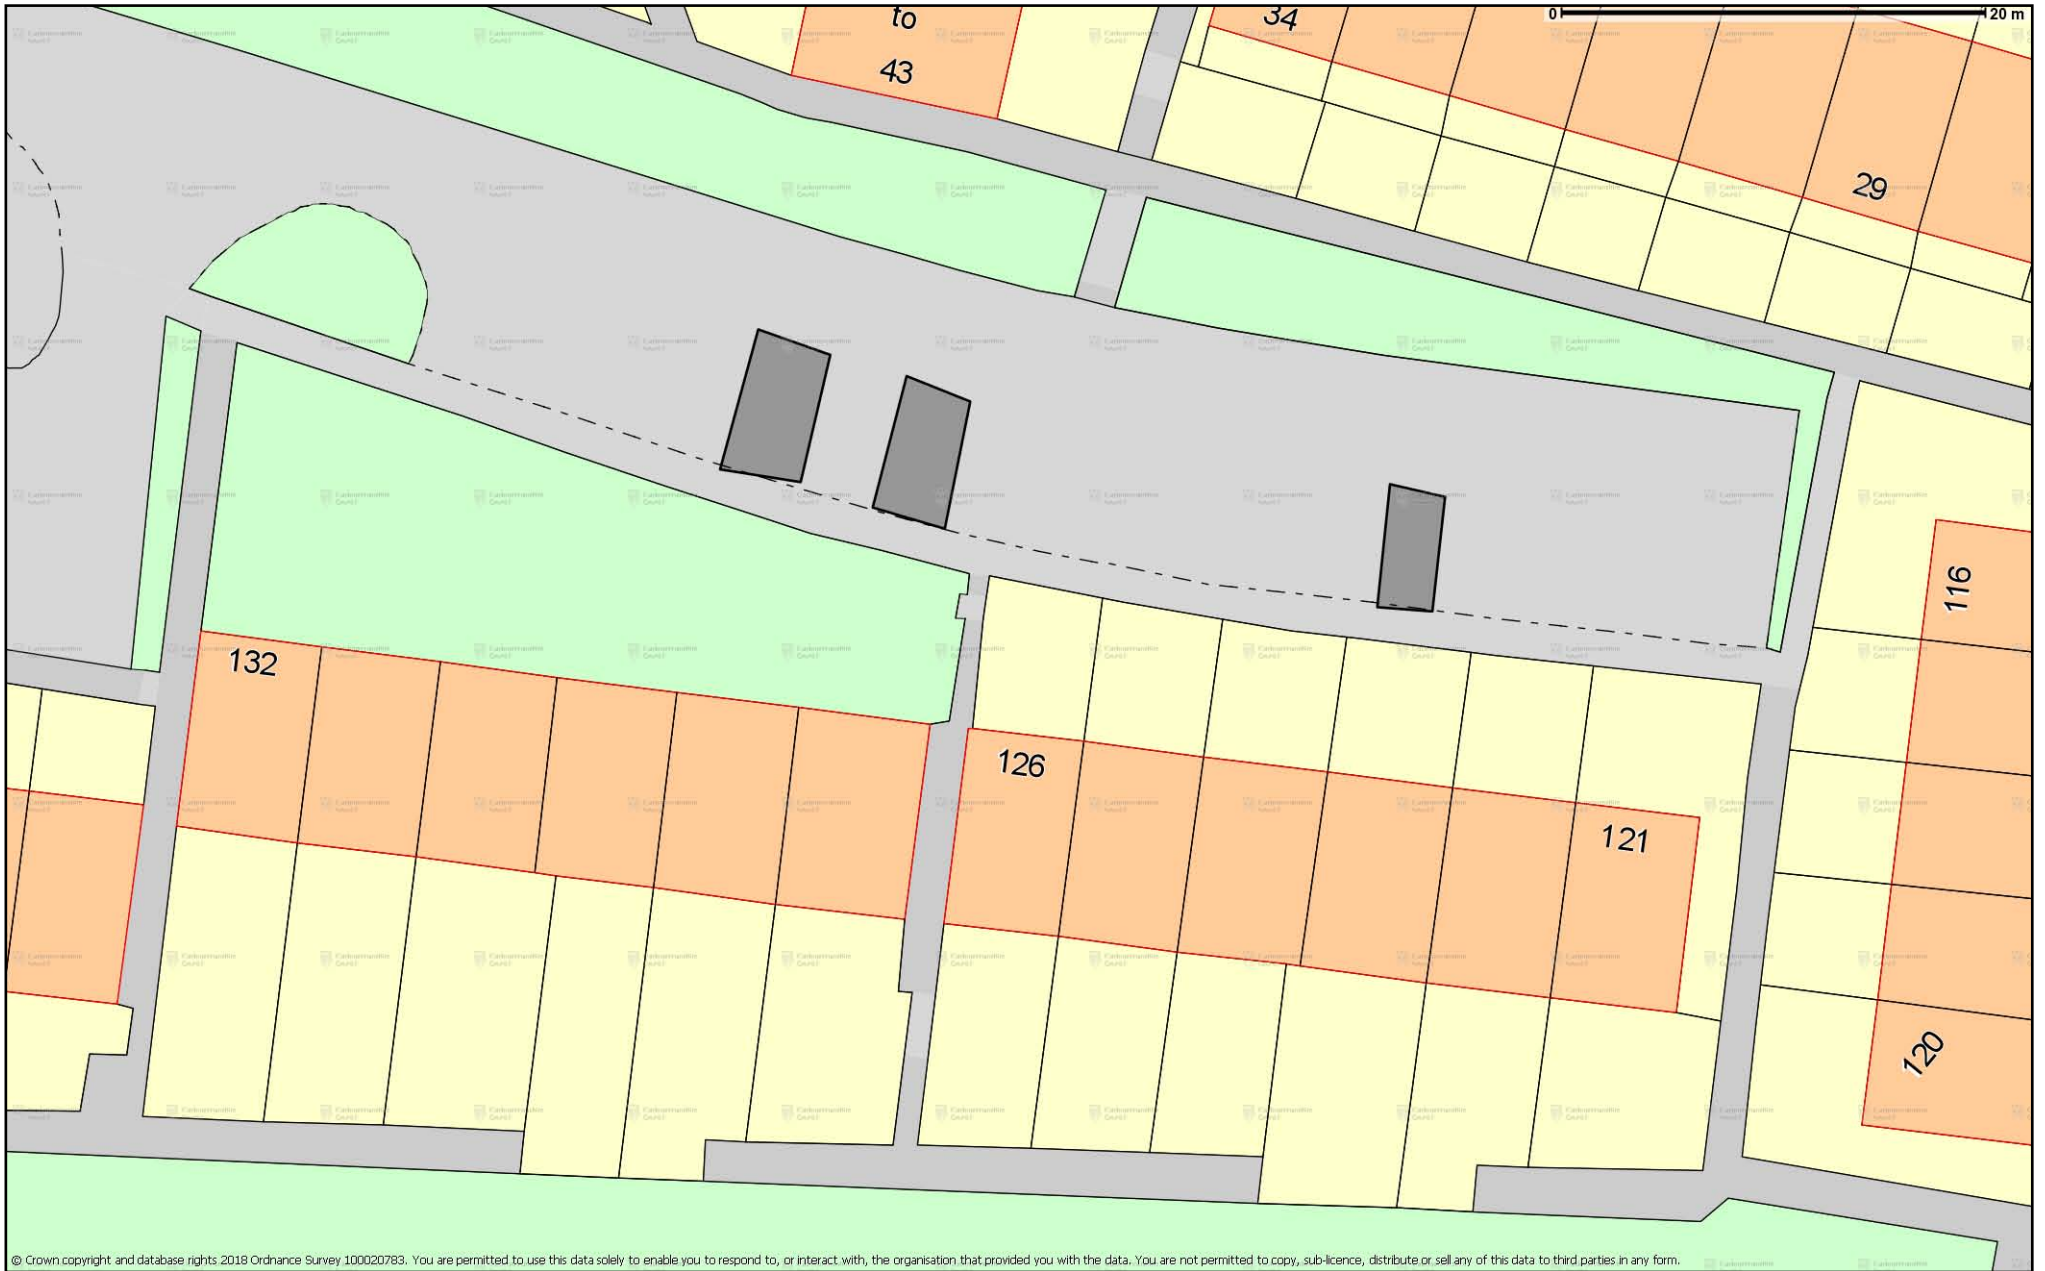 to
43
34
0 20 m
29
116
132
126
121
120
© Crown copyright and database rights 2018 Ordnance Survey 100020783. You are permitted to use this data solely to enable you to respond to, or interact with, the organisation that provided you with the data. You are not permitted to copy, sub-licence, distribute or sell any of this data to third parties in any form.